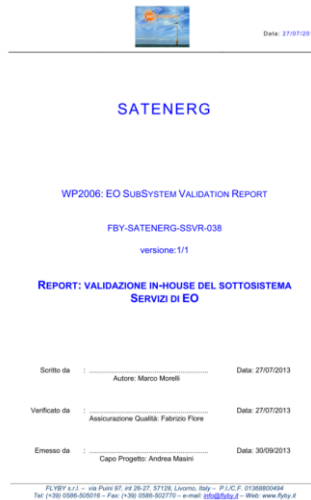 Data: 27/07/20
SATENERG
WP2006: EO SUBSYSTEM VALIDATION REPORT
FBY-SATENERG-SSVR-038
versione:1/1
REPORT: VALIDAZIONE IN-HOUSE DEL SOTTOSISTEMA
SERVIZI DI EO
Scritto da : ........................................................ Data: 27/07/2013
Autore: Marco Morelli
Verificato da : ........................................................ Data: 27/07/2013
Assicurazione Qualità: Fabrizio Flore
Emesso da : ........................................................ Data: 30/09/2013
Capo Progetto: Andrea Masini
FLYBY s.r.l. – via Puini 97, int 26-27, 57128, Livorno, Italy – P.I./C.F. 01368800494
Tel: (+39) 0586-505016 – Fax: (+39) 0586-502770 – e-mail: info@flyby.it – Web: www.flyby.it